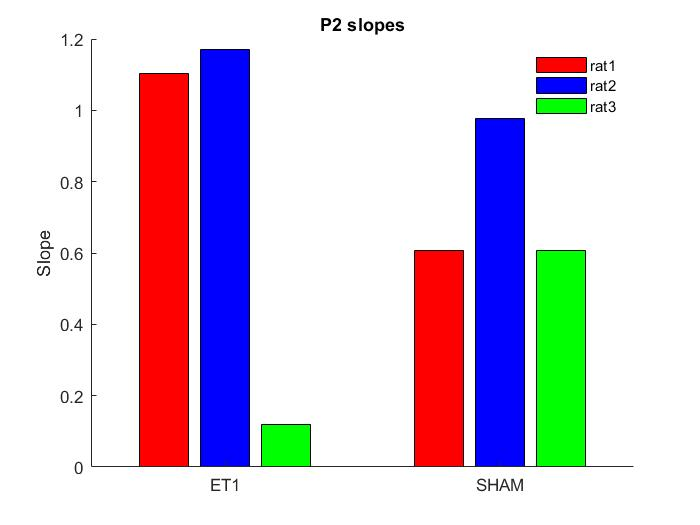 P2 slopes
1.2
1
0.8
0.6
0.4
0.2
0
Slope
rat1
rat2
rat3
ET1
SHAM